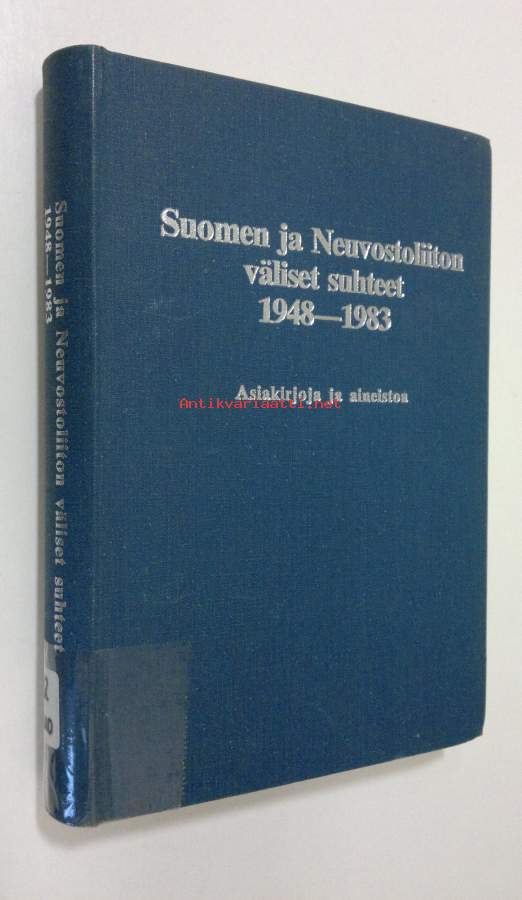 Suomen ja Neuvostoliiton
väliset suhteet
1948—1983
Asiakirjoja ja aineistoa
Antikvariaatti.net
Suomen ja Neuvostoliiton väliset suhteet
1948—1983
2